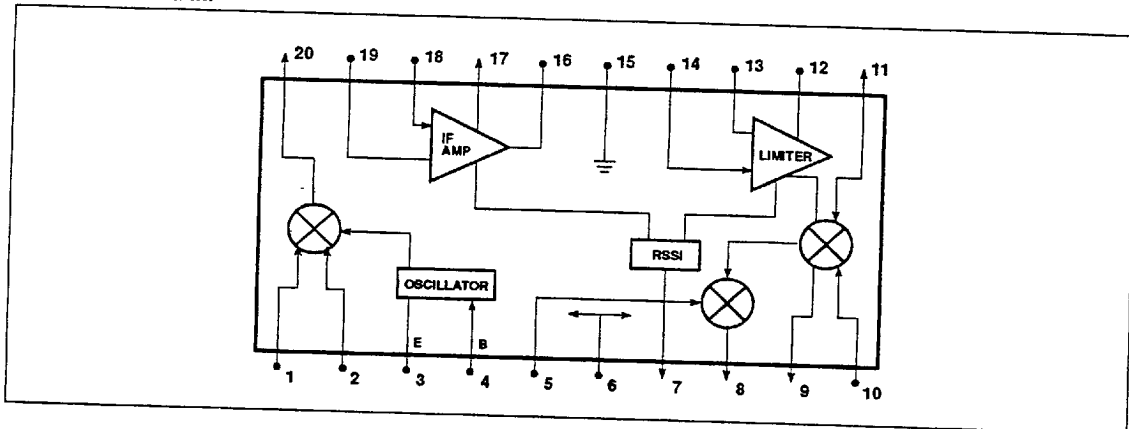 20 19 18 17 16 15 14 13 12 11
IF
AMP
LIMITER
RSSI
OSCILLATOR
E B
1 2 3 4 5 6 7 8 9 10